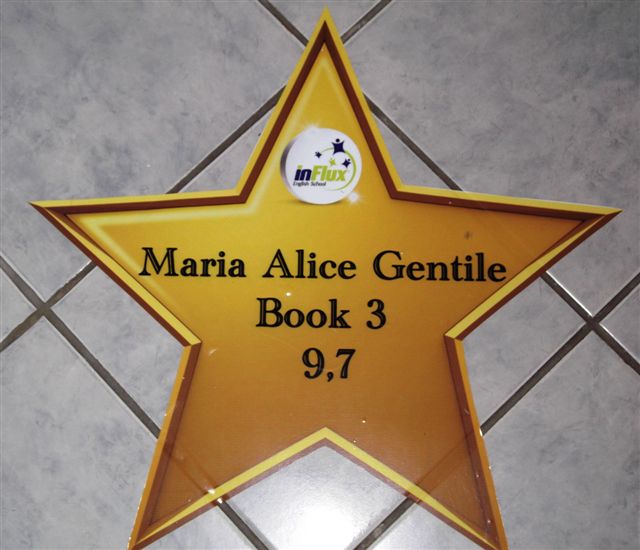 inFlux
English School
Maria Alice Gentile
Book 3
9,7